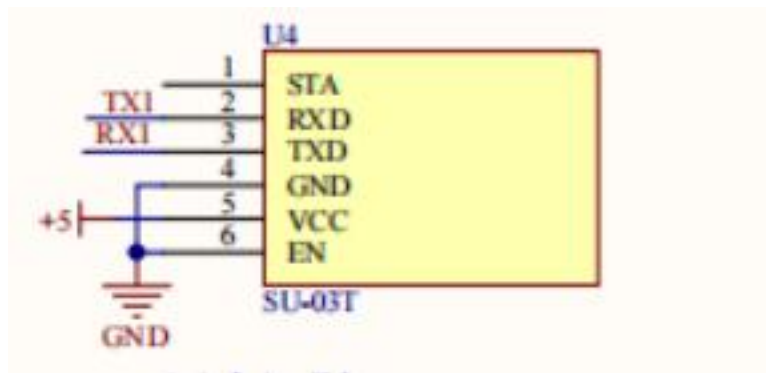 U4
1 STA
TX1 2 RXD
RX1 3 TXD
4 GND
+5 5 VCC
6 EN
SU-03T
GND